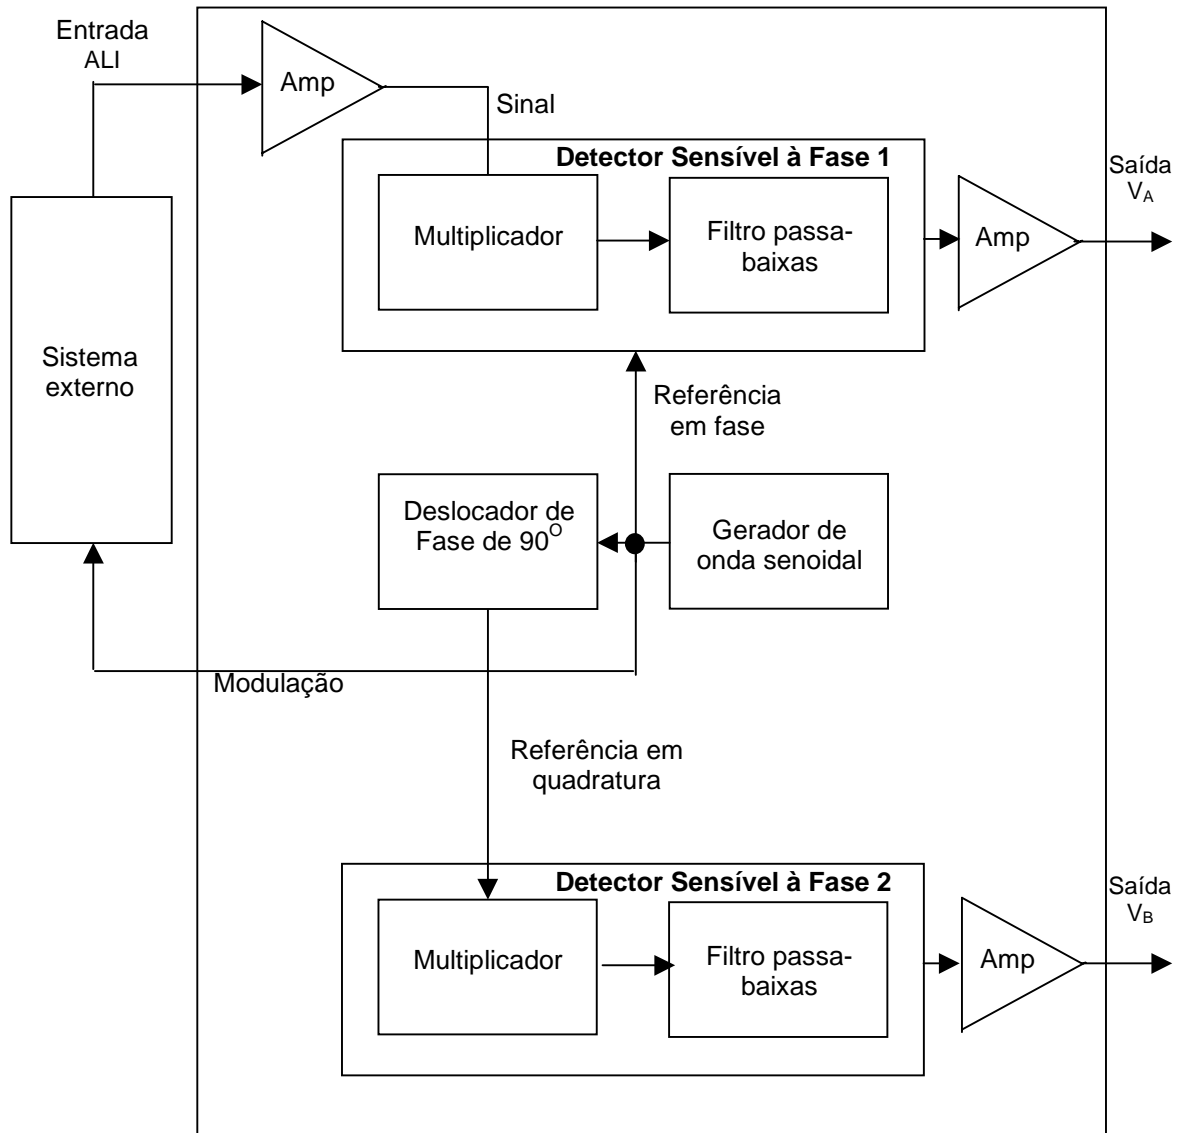 Entrada
ALI
Amp
Sinal
Detector Sensível à Fase 1
Multiplicador
Filtro passa-
baixas
Amp
Saída
VA
Sistema
externo
Referência
em fase
Deslocador de
Fase de 90O
Gerador de
onda senoidal
Modulação
Referência em
quadratura
Detector Sensível à Fase 2
Multiplicador
Filtro passa-
baixas
Amp
Saída
VB